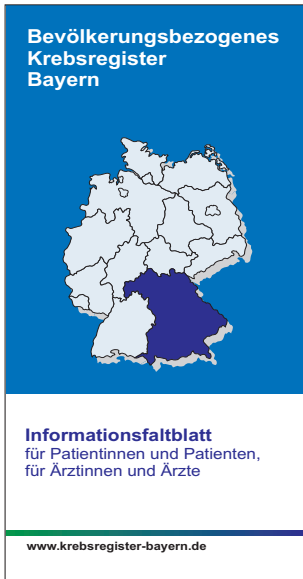 Bevölkerungsbezogenes
Krebsregister
Bayern
Informationsfaltblatt
für Patientinnen und Patienten,
für Ärztinnen und Ärzte
www.krebsregister-bayern.de